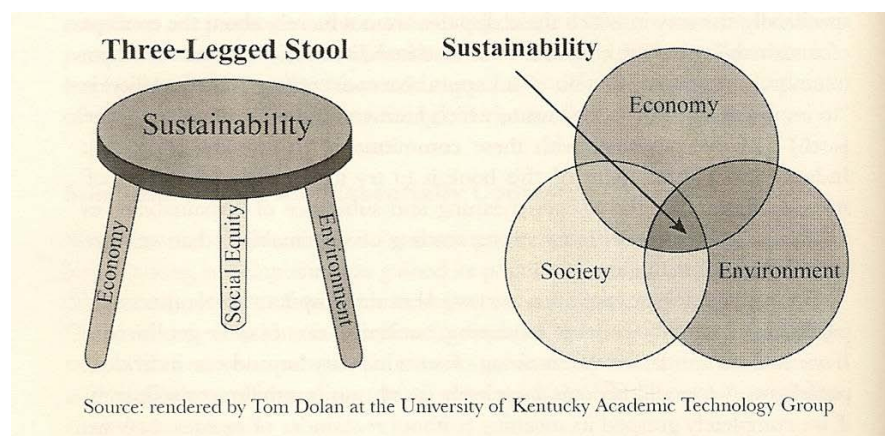 Three-Legged Stool
Sustainability
Economy
Social Equity
Environment
Sustainability
Economy
Society
Environment
Source: rendered by Tom Dolan at the University of Kentucky Academic Technology Group